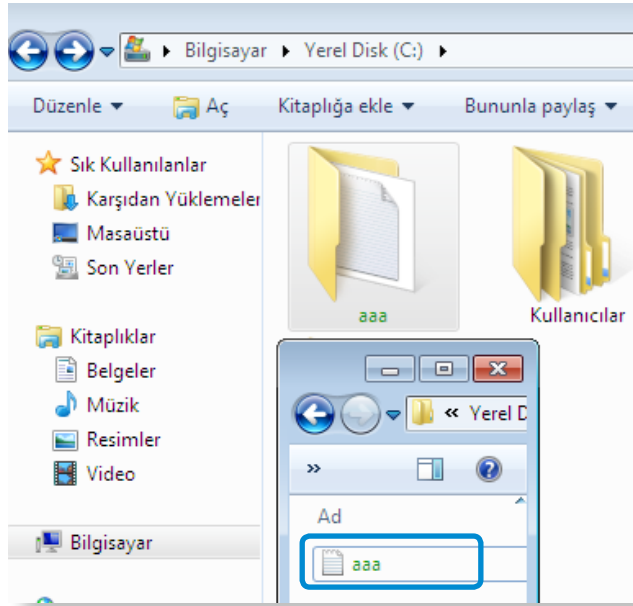 Bilgisayar ▸ Yerel Disk (C:) ▸
Düzenle ▼ Aç Kitaplığa ekle ▼ Bununla paylaş ▼
Sık Kullanılanlar
Karşıdan Yüklemeler
Masaüstü
Son Yerler
Kitaplıklar
Belgeler
Müzik
Resimler
Video
Bilgisayar
aaa
Kullanıcılar
« Yerel D
»
Ad
aaa